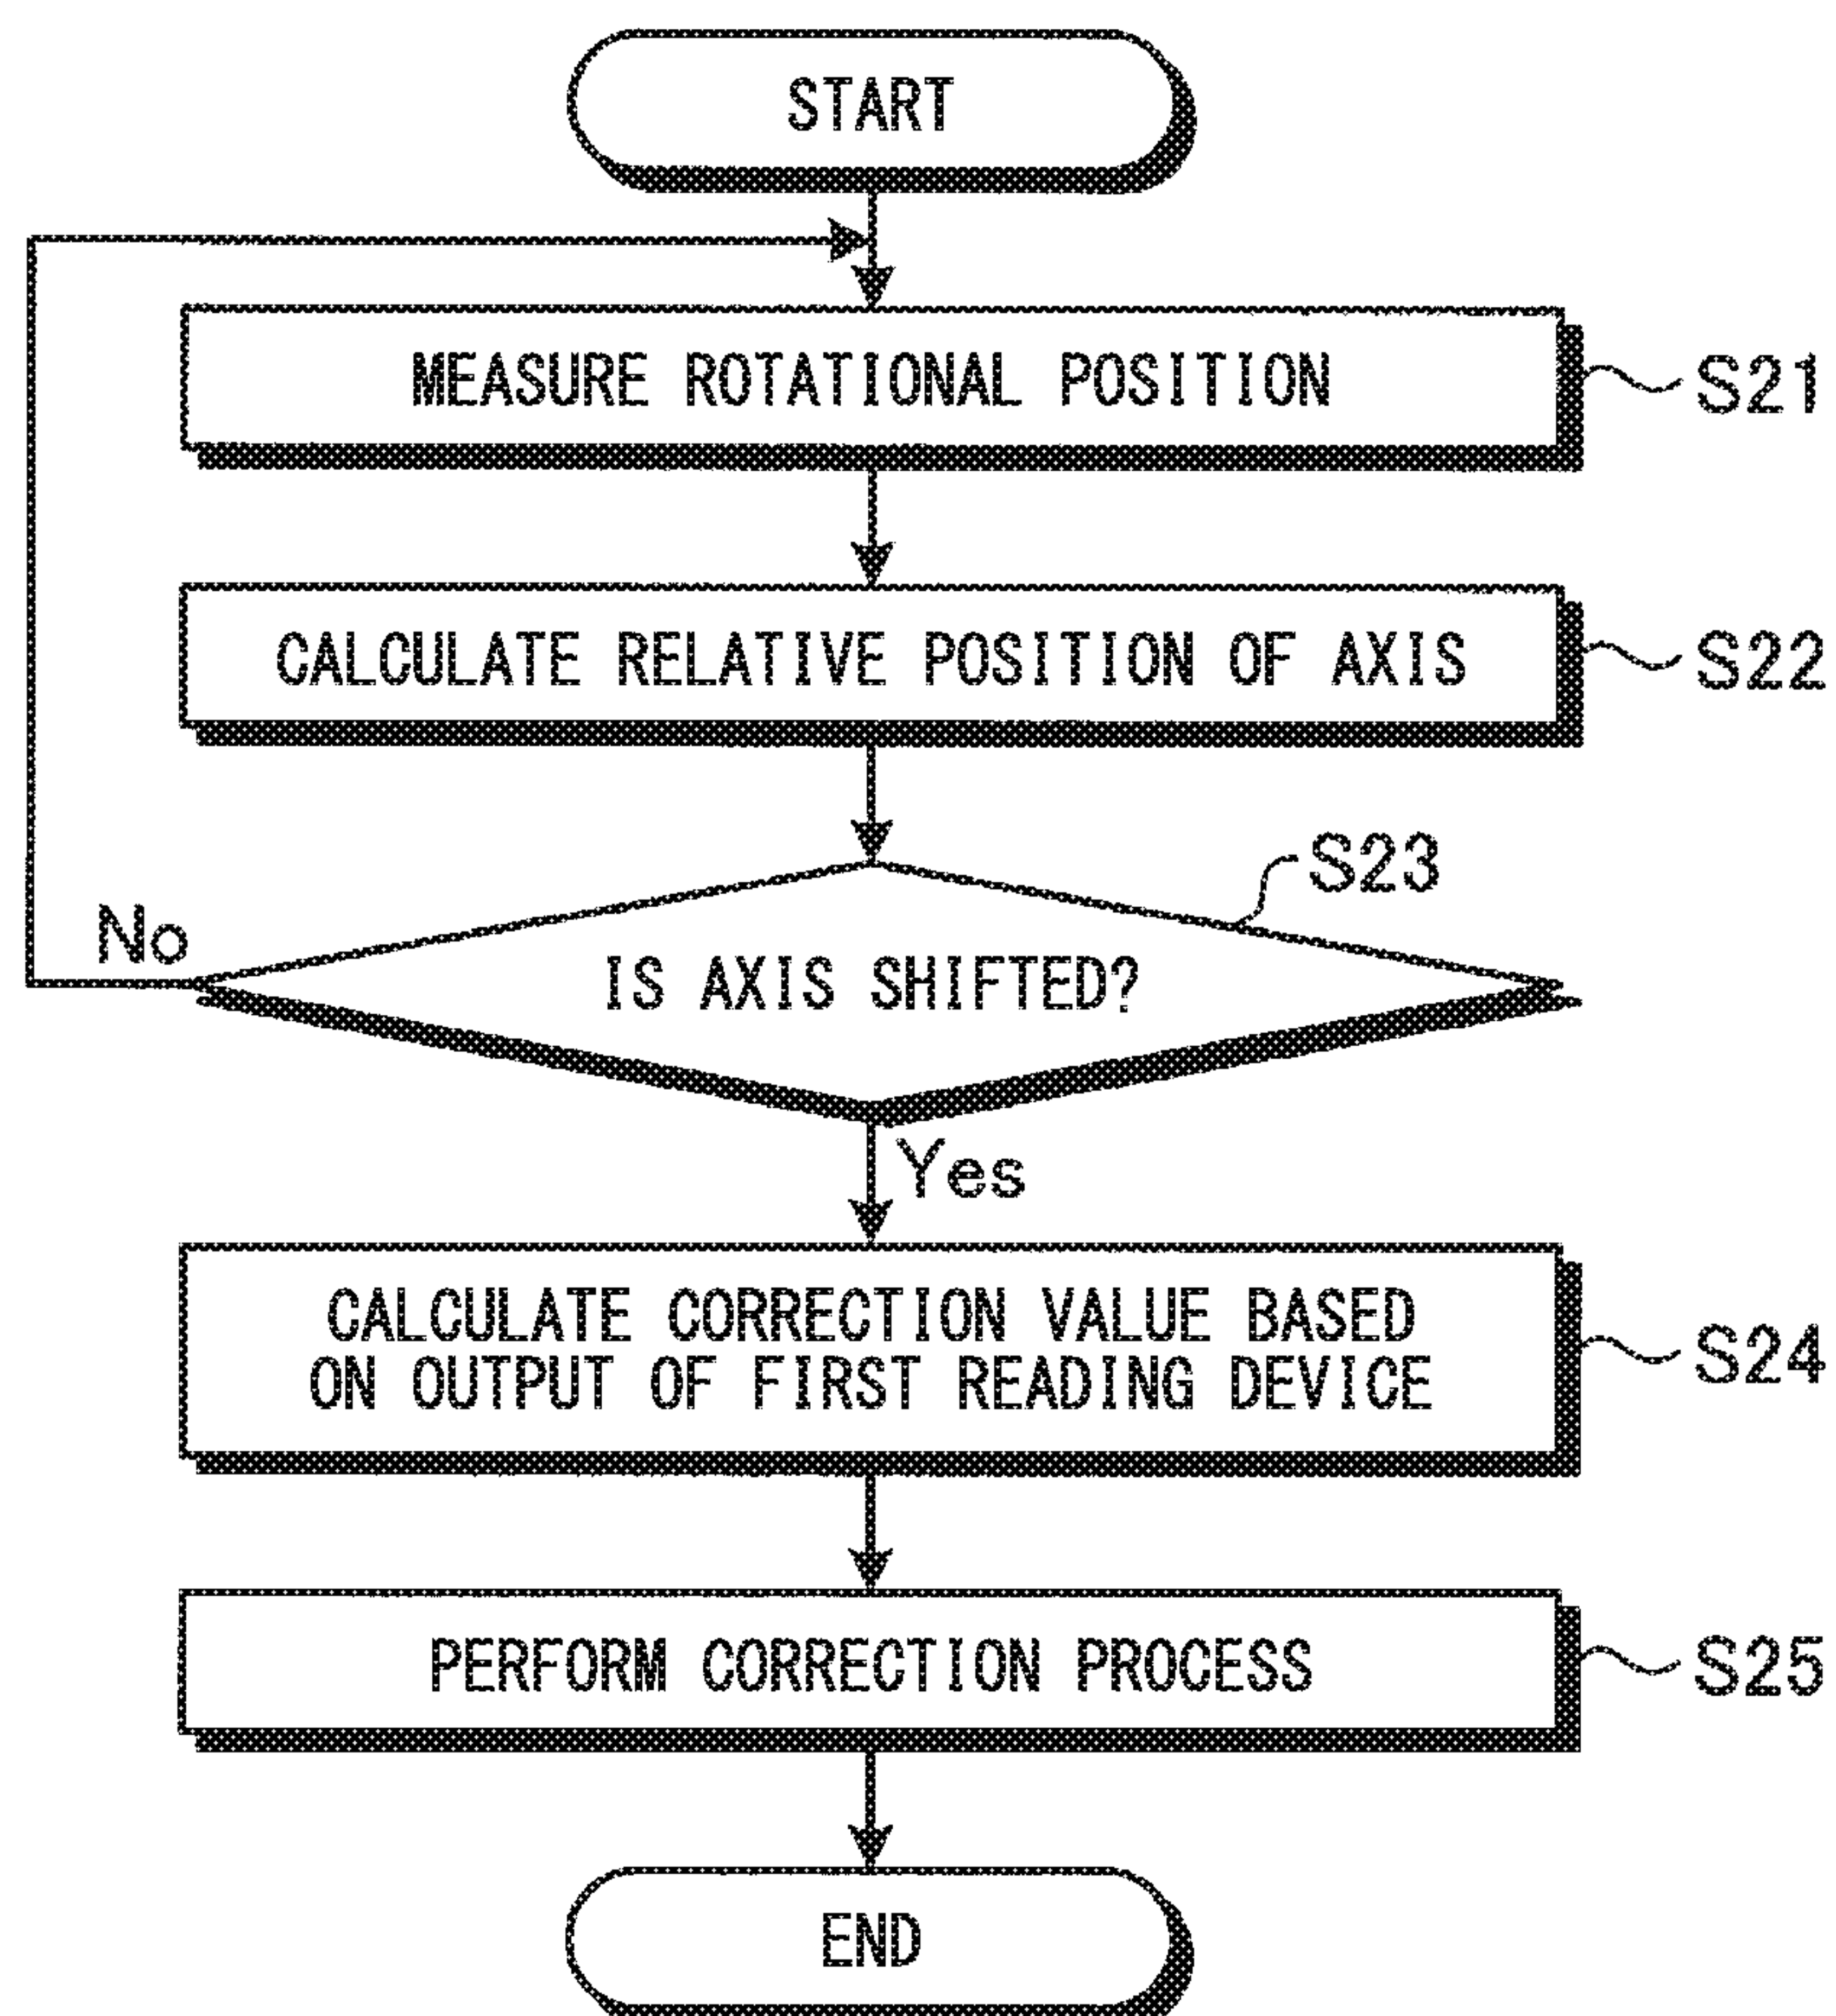 START
MEASURE ROTATIONAL POSITION
S21
CALCULATE RELATIVE POSITION OF AXIS
S22
S23
No
IS AXIS SHIFTED?
Yes
CALCULATE CORRECTION VALUE BASED
ON OUTPUT OF FIRST READING DEVICE
S24
PERFORM CORRECTION PROCESS
S25
END